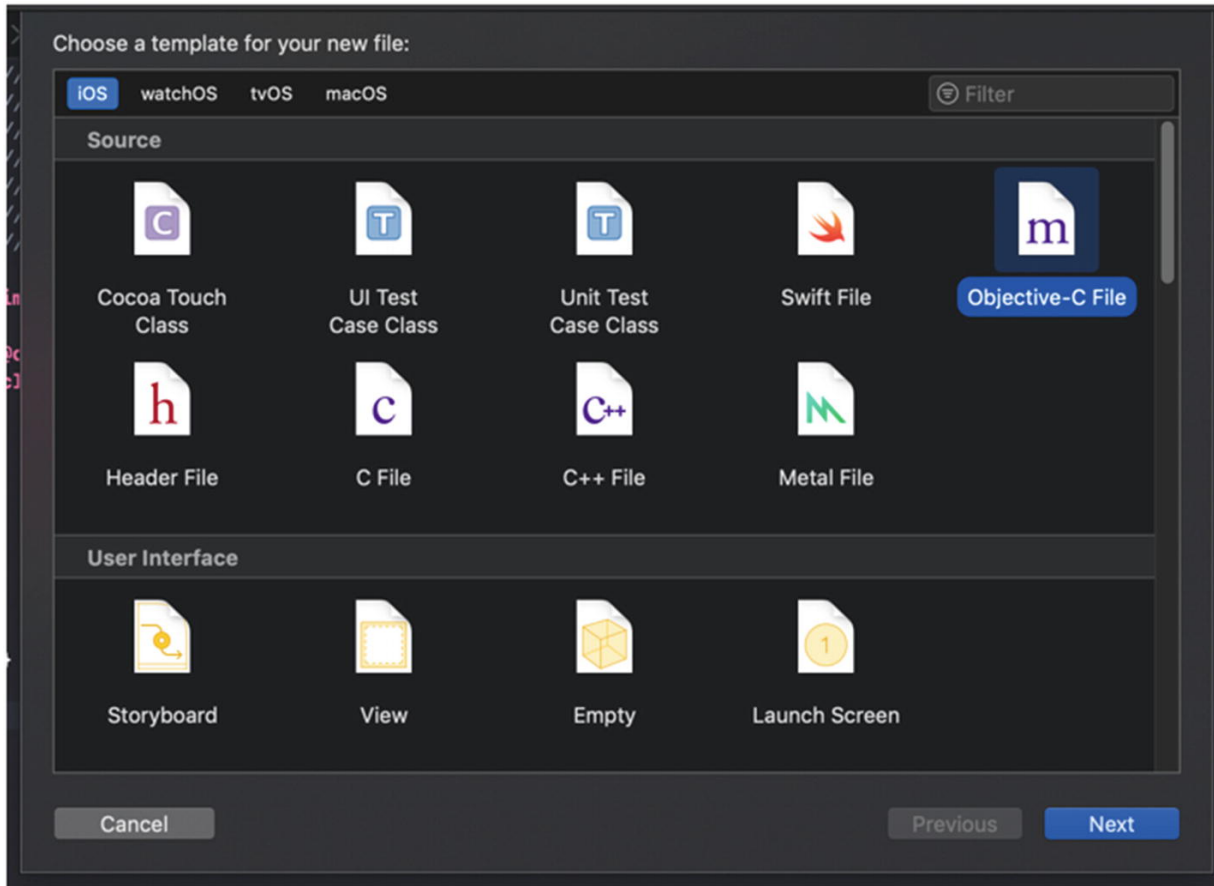 Choose a template for your new file:
iOS watchOS tvOS macOS Filter
Source
C T T m
Cocoa Touch Class
UI Test Case Class
Unit Test Case Class
Swift File
Objective-C File
h c C++
Header File
C File
C++ File
Metal File
User Interface
1
Storyboard
View
Empty
Launch Screen
Cancel Previous Next